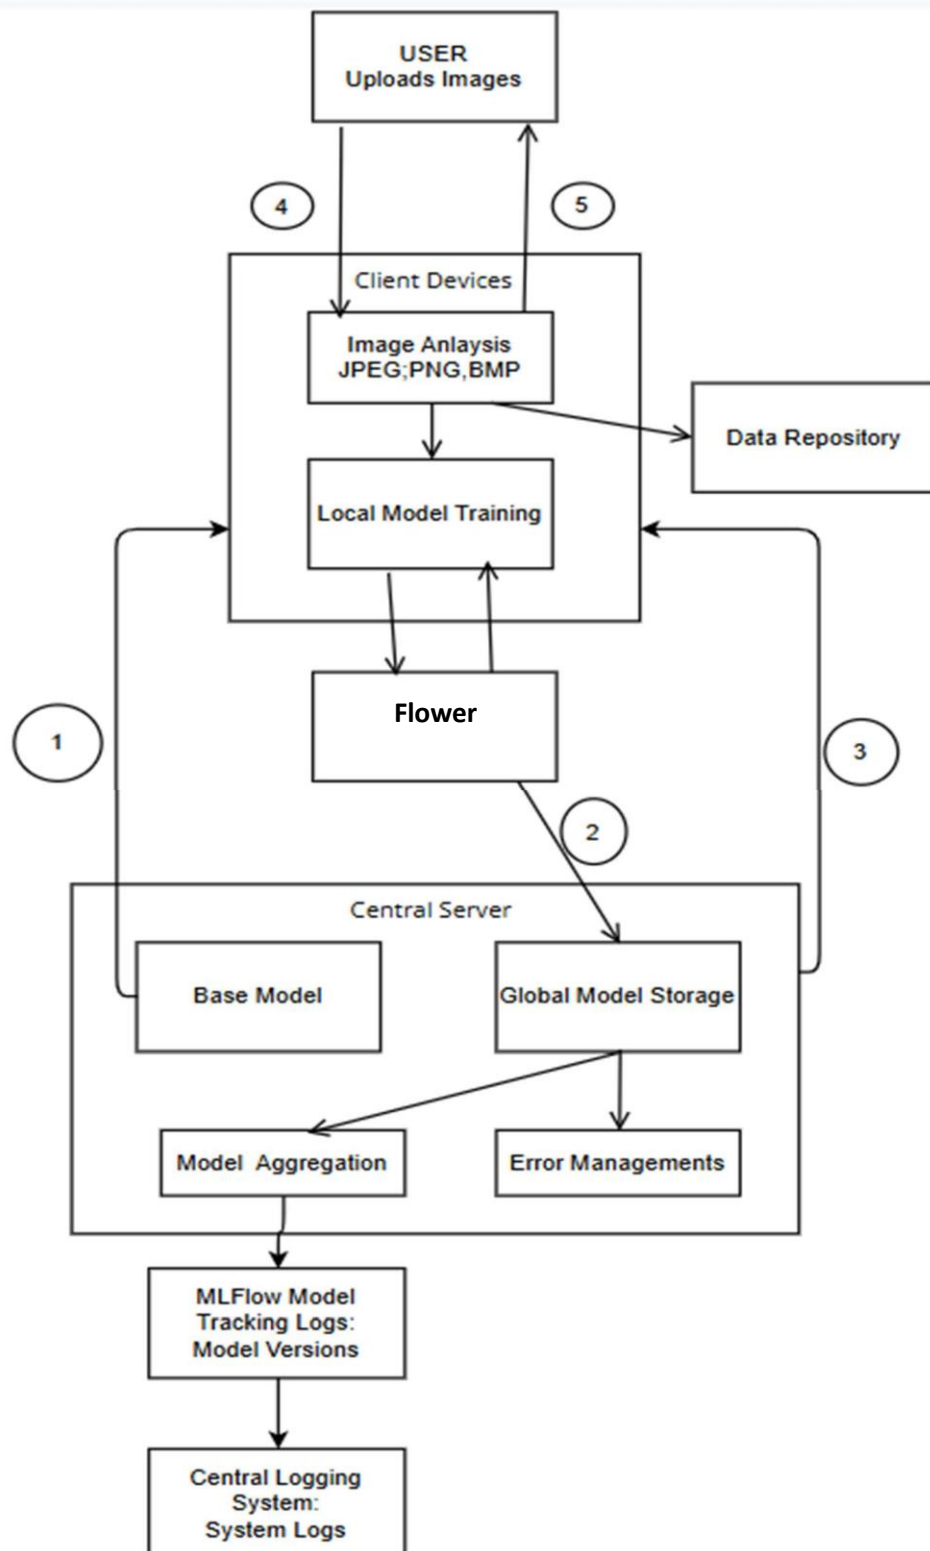 USER
Uploads Images
4
5
Client Devices
Image Anlaysis
JPEG;PNG,BMP
Data Repository
Local Model Training
Flower
1
3
2
Central Server
Base Model
Global Model Storage
Model Aggregation
Error Managements
MLFlow Model
Tracking Logs:
Model Versions
Central Logging
System:
System Logs